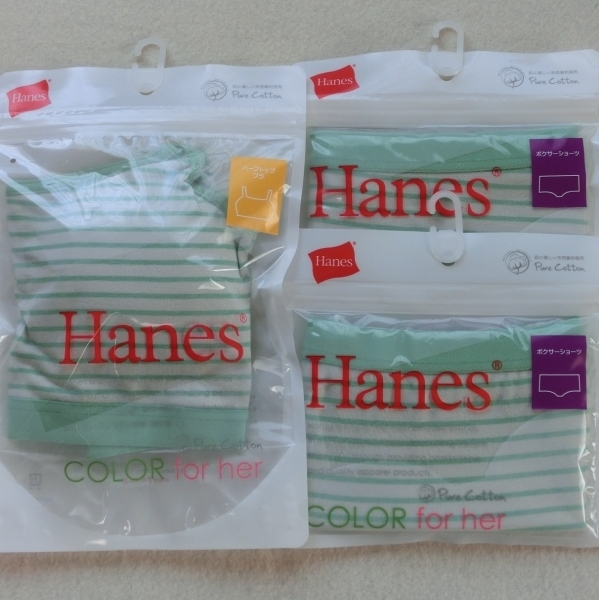 Hanes
Pure Cotton
ハーフトップ
ブラ
Hanes®
Pure Cotton
COLOR for her
Hanes
Pure Cotton
ボクサーショーツ
Hanes®
Hanes
Pure Cotton
ボクサーショーツ
Hanes®
Pure Cotton
COLOR for her